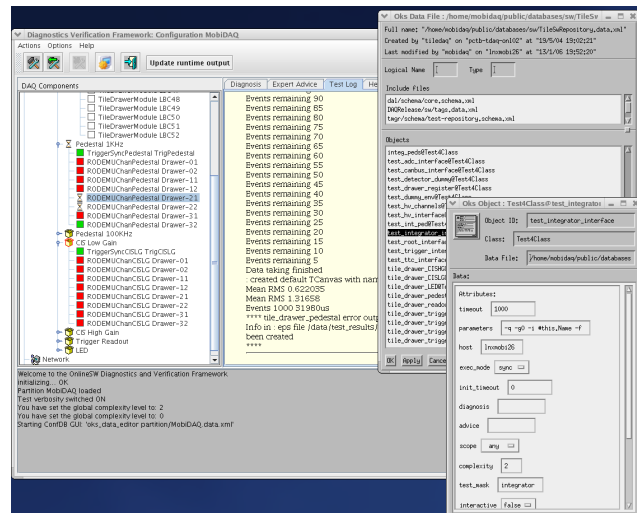 Diagnostics Verification Framework: Configuration MobiDAQ
Actions Options Help
Update runtime output
DAQ Components
TileDrawerModule LBC48
TileDrawerModule LBC49
TileDrawerModule LBC50
TileDrawerModule LBC51
TileDrawerModule LBC52
Pedestal 1KHz
TriggerSyncPedestal TrigPedestal
RODEMUChanPedestal Drawer-01
RODEMUChanPedestal Drawer-02
RODEMUChanPedestal Drawer-11
RODEMUChanPedestal Drawer-12
RODEMUChanPedestal Drawer-21
RODEMUChanPedestal Drawer-22
RODEMUChanPedestal Drawer-31
RODEMUChanPedestal Drawer-32
Pedestal 100KHz
CIS Low Gain
TriggerSyncCISLG TrigCISLG
RODEMUChanCISLG Drawer-01
RODEMUChanCISLG Drawer-02
RODEMUChanCISLG Drawer-11
RODEMUChanCISLG Drawer-12
RODEMUChanCISLG Drawer-21
RODEMUChanCISLG Drawer-22
RODEMUChanCISLG Drawer-31
RODEMUChanCISLG Drawer-32
CIS High Gain
Trigger Readout
LED
Network
Diagnosis Expert Advice Test Log He
Events remaining 90
Events remaining 85
Events remaining 80
Events remaining 75
Events remaining 70
Events remaining 65
Events remaining 60
Events remaining 55
Events remaining 50
Events remaining 45
Events remaining 40
Events remaining 35
Events remaining 30
Events remaining 25
Events remaining 20
Events remaining 15
Events remaining 10
Events remaining 5
Data taking finished
: created default TCanvas with nam
Mean RMS 0.622035
Mean RMS 1.31658
Events 1000 31980us
**** tile_drawer_pedestal error outp
Info in : eps file /data/test_results/
been created
****
Welcome to the OnlineSW Diagnostics and Verification Framework
initializing... OK
Partition MobiDAQ loaded
Test verbosity switched ON
You have set the global complexity level to: 2
You have set the global complexity level to: 0
Starting ConfDB GUI: 'oks_data_editor partition/MobiDAQ.data.xml'
Oks Data File : /home/mobidaq/public/databases/sw/TileSw
Full name: "/home/mobidaq/public/databases/sw/TileSwRepository.data.xml"
Created by "tiledaq" on "pctb-tdaq-onl02" at "19/5/04 19:02:21"
Last modified by "mobidaq" on "lnxmobi26" at "13/1/06 19:52:20"
Logical Name Type
Include Files
dal/schema/core.schema.xml
DAQRelease/sw/tags.data.xml
tmgr/schema/test-repository.schema.xml
Objects
integ_peds@Test4Class
test_adc_interface@Test4Class
test_canbus_interface@Test4Class
test_detector_dummy@Test4Class
test_drawer_register@Test4Class
test_dummy_env@Test4
test_hv_channels@T
test_hv_interface@
test_int_ped@Test4
test_integrator_in
test_root_interfac
test_trigger_inter
test_ttc_interface
tile_drawer_CISHG@
tile_drawer_CISLG@
tile_drawer_LED@Te
tile_drawer_pedest
tile_drawer_readou
tile_drawer_trigge
tile_drawer_trigge
tile_drawer_trigge
tile_drawer_trigge
OK Apply Cance
Oks Object : Test4Class@test_integrator
Object ID: test_integrator_interface
Class: Test4Class
Data File: /home/mobidaq/public/databases
Data:
Attributes:
timeout 1000
parameters -q -g0 -i #this.Name -f
host lnxmobi26
exec_mode sync
init_timeout 0
diagnosis
advice
scope any
complexity 2
test_mask integrator
interactive false